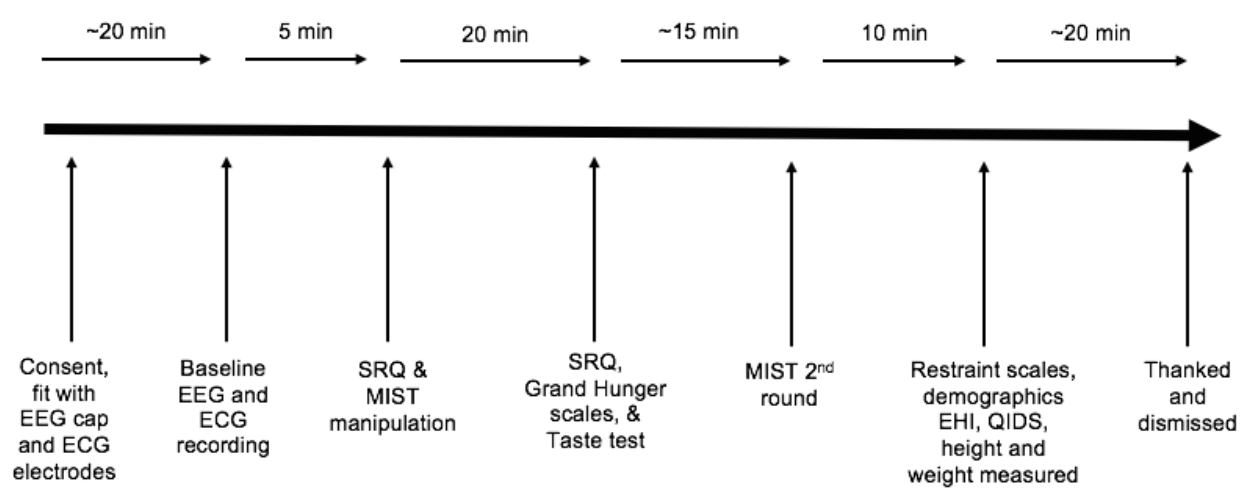 ~20 min
5 min
20 min
~15 min
10 min
~20 min
Consent,
fit with
EEG cap
and ECG
electrodes
Baseline
EEG and
ECG
recording
SRQ &
MIST
manipulation
SRQ,
Grand Hunger
scales, &
Taste test
MIST 2nd
round
Restraint scales,
demographics
EHI, QIDS,
height and
weight measured
Thanked
and
dismissed